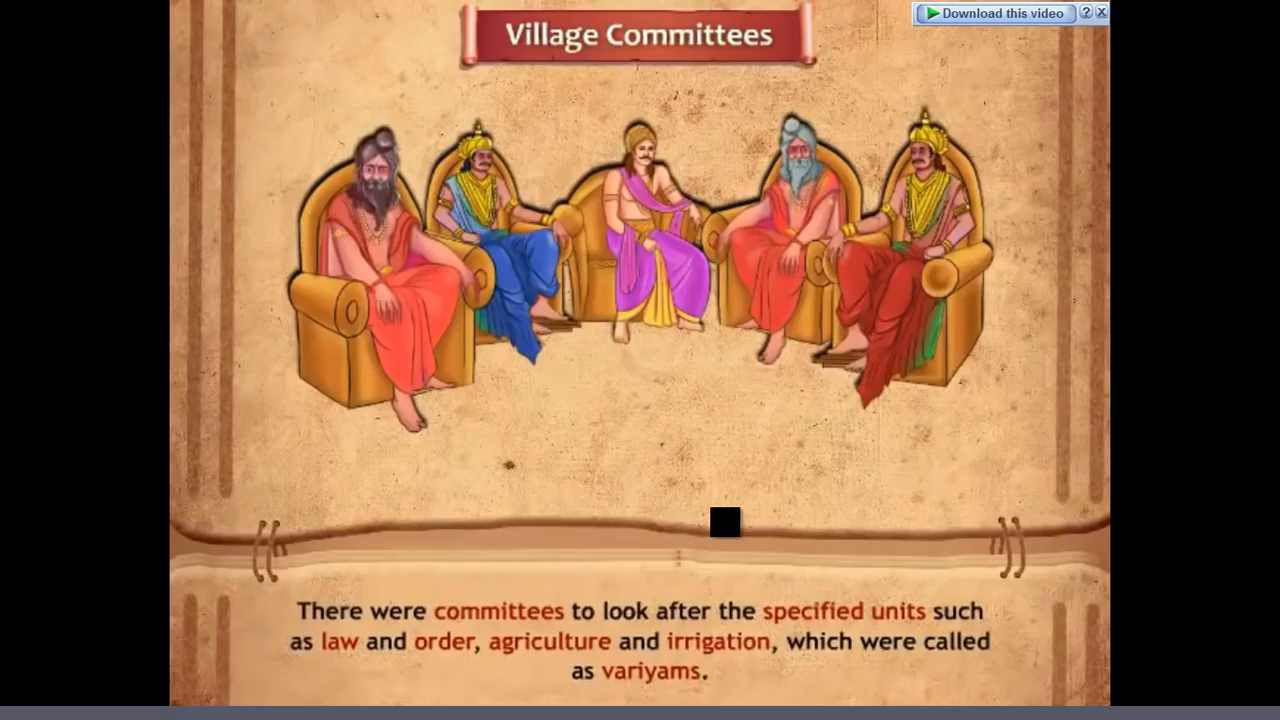 Village Committees
Download this video
?
X
There were committees to look after the specified units such
as law and order, agriculture and irrigation, which were called
as variyams.